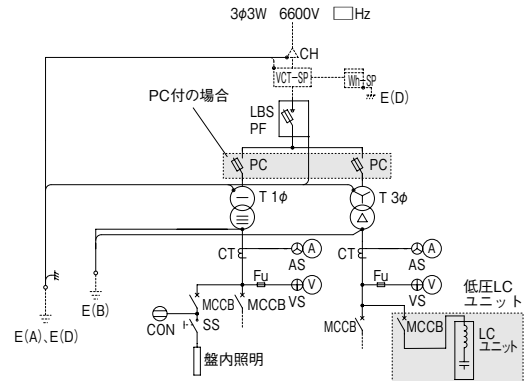 3φ3W 6600V □Hz
CH
VCT-SP
Wh-SP
E(D)
PC付の場合
LBS
PF
PC
PC
T 1φ
T 3φ
CT
A
AS
CT
A
AS
Fu
V
VS
Fu
V
VS
低圧LC
ユニット
E(B)
MCCB
MCCB
CON
SS
MCCB
MCCB
LC
ユニット
E(A)、E(D)
盤内照明